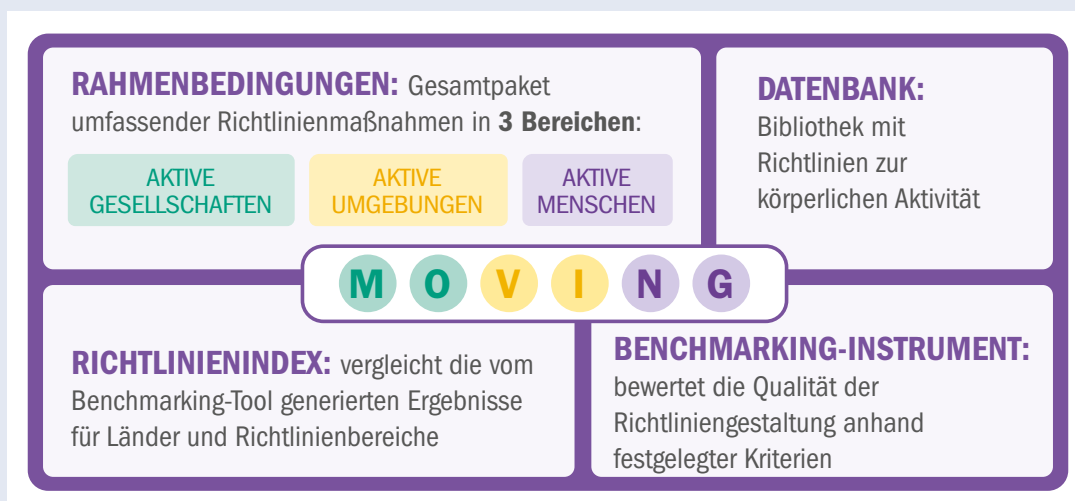 RAHMENBEDINGUNGEN: Gesamtpaket
umfassender Richtlinienmaßnahmen in 3 Bereichen:
AKTIVE
GESELLSCHAFTEN
AKTIVE
UMGEBUNGEN
AKTIVE
MENSCHEN
DATENBANK:
Bibliothek mit
Richtlinien zur
körperlichen Aktivität
MOVING
RICHTLINIENINDEX: vergleicht die vom
Benchmarking-Tool generierten Ergebnisse
für Länder und Richtlinienbereiche
BENCHMARKING-INSTRUMENT:
bewertet die Qualität der
Richtliniengestaltung anhand
festgelegter Kriterien